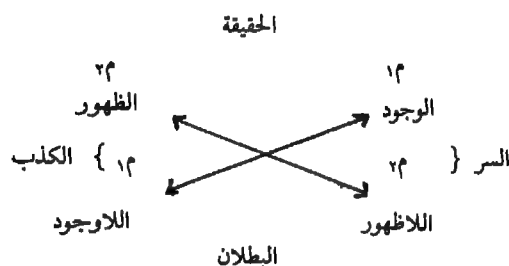 الحقيقة
م١ م٢
الوجود الظهور
السر { م٢ م١ } الكذب
اللاظهور اللاوجود
البطلان